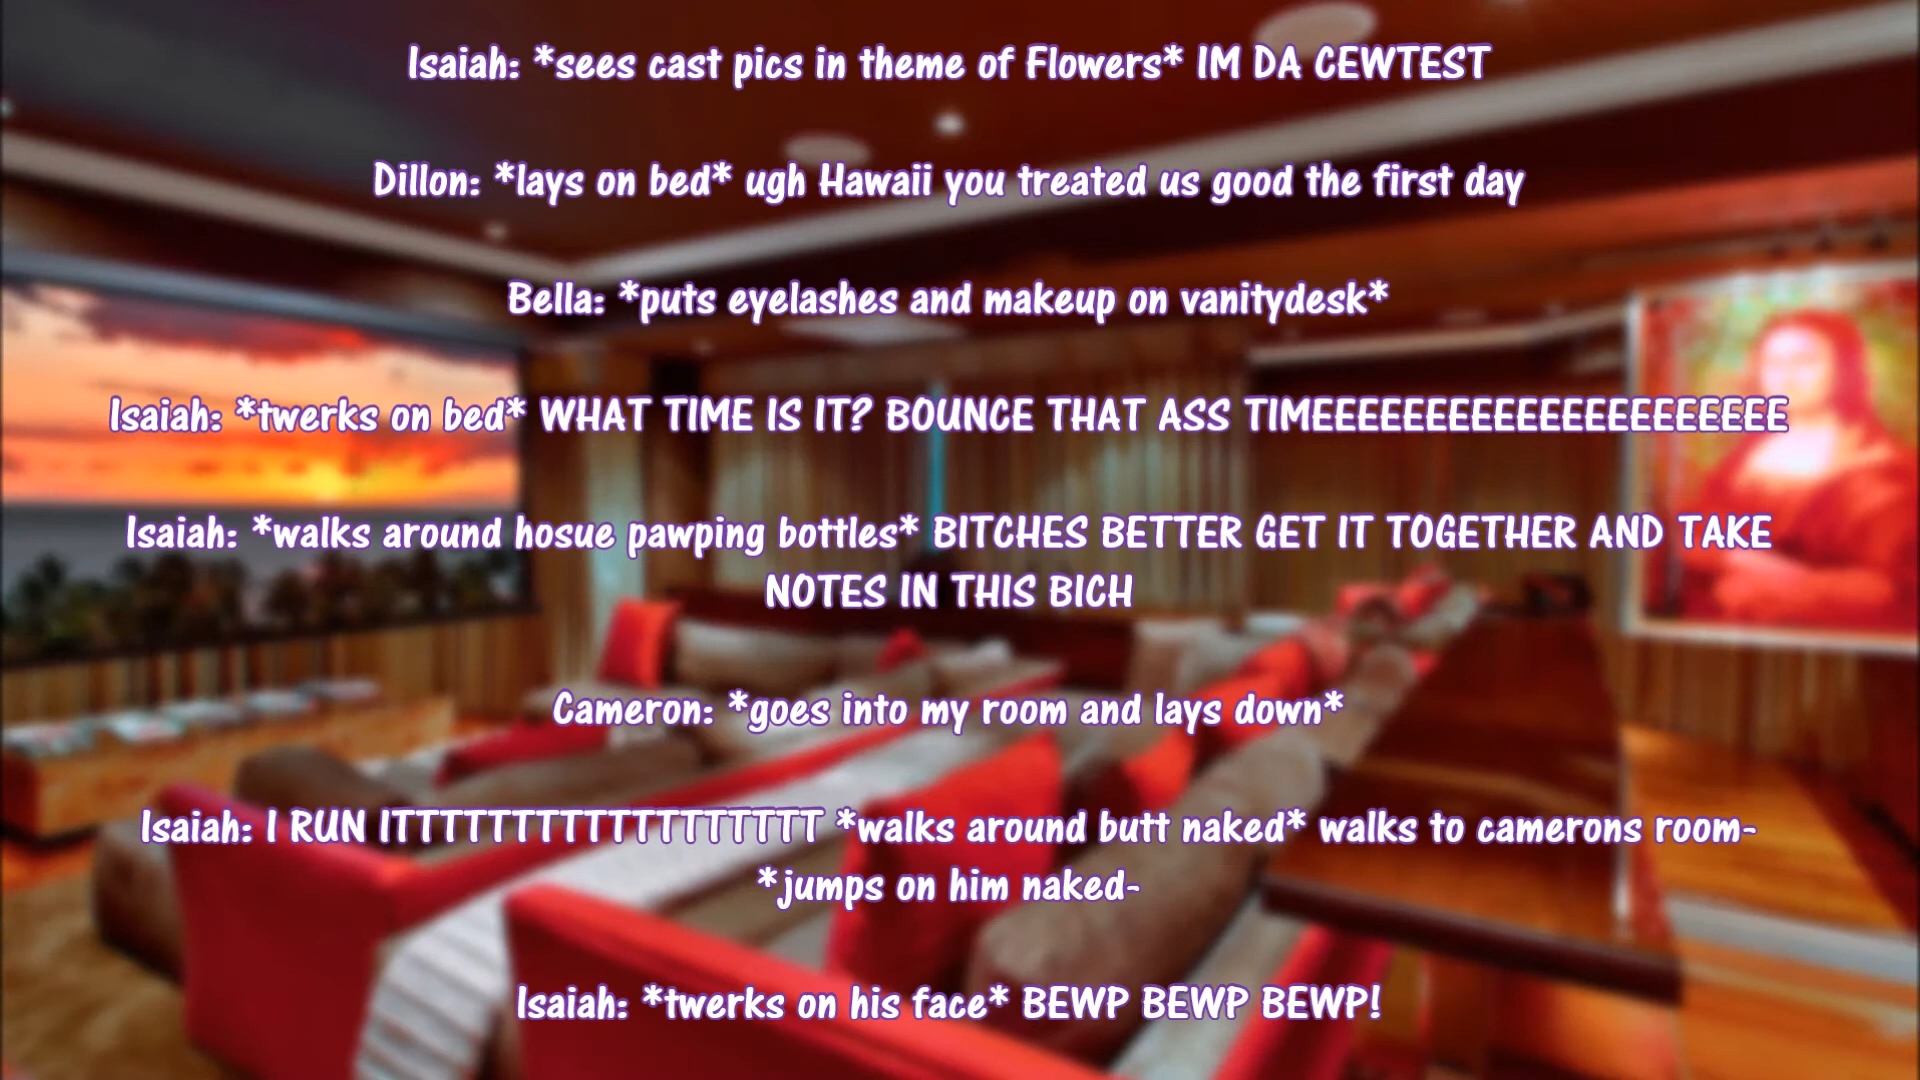 Isaiah: *sees cast pics in theme of Flowers* IM DA CEWTEST
Dillon: *lays on bed* ugh Hawaii you treated us good the first day
Bella: *puts eyelashes and makeup on vanitydesk*
Isaiah: *twerks on bed* WHAT TIME IS IT? BOUNCE THAT ASS TIMEEEEEEEEEEEEEEEEEEEEE
Isaiah: *walks around hosue pawping bottles* BITCHES BETTER GET IT TOGETHER AND TAKE
NOTES IN THIS BICH
Cameron: *goes into my room and lays down*
Isaiah: I RUN ITTTTTTTTTTTTTTTTTTT *walks around butt naked* walks to camerons room-
*jumps on him naked-
Isaiah: *twerks on his face* BEWP BEWP BEWP!